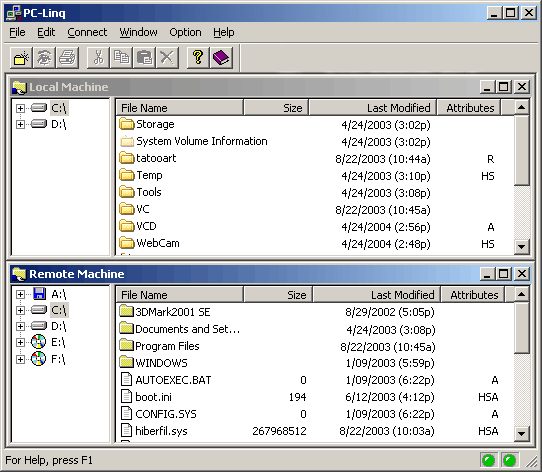 PC-Linq
File Edit Connect Window Option Help
Local Machine
C:\
D:\
File Name Size Last Modified Attributes
Storage 4/24/2003 (3:02p)
System Volume Information 4/24/2003 (3:02p)
tatooart 8/22/2003 (10:44a) R
Temp 4/24/2003 (3:10p) HS
Tools 4/24/2003 (3:08p)
VC 8/22/2003 (10:45a)
VCD 4/24/2004 (2:56p) A
WebCam 4/24/2004 (2:48p) HS
Remote Machine
A:\
C:\
D:\
E:\
F:\
File Name Size Last Modified Attributes
3DMark2001 SE 8/29/2002 (5:05p)
Documents and Set... 4/24/2003 (3:08p)
Program Files 8/22/2003 (10:45a)
WINDOWS 1/09/2003 (5:59p)
AUTOEXEC.BAT 0 1/09/2003 (6:22p) A
boot.ini 194 6/12/2003 (4:12p) HSA
CONFIG.SYS 0 1/09/2003 (6:22p) A
hiberfil.sys 267968512 8/22/2003 (10:03a) HSA
For Help, press F1